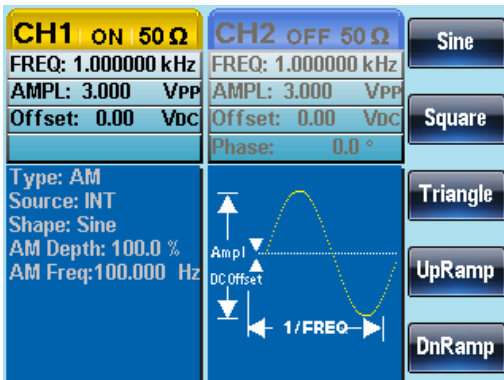 CH1 ON 50 Ω
FREQ: 1.000000 kHz
AMPL: 3.000 VPP
Offset: 0.00 VDC
CH2 OFF 50 Ω
FREQ: 1.000000 kHz
AMPL: 3.000 VPP
Offset: 0.00 VDC
Phase: 0.0 °
Type: AM
Source: INT
Shape: Sine
AM Depth: 100.0 %
AM Freq:100.000 Hz
Ampl
DC Offset
1/FREQ
Sine
Square
Triangle
UpRamp
DnRamp